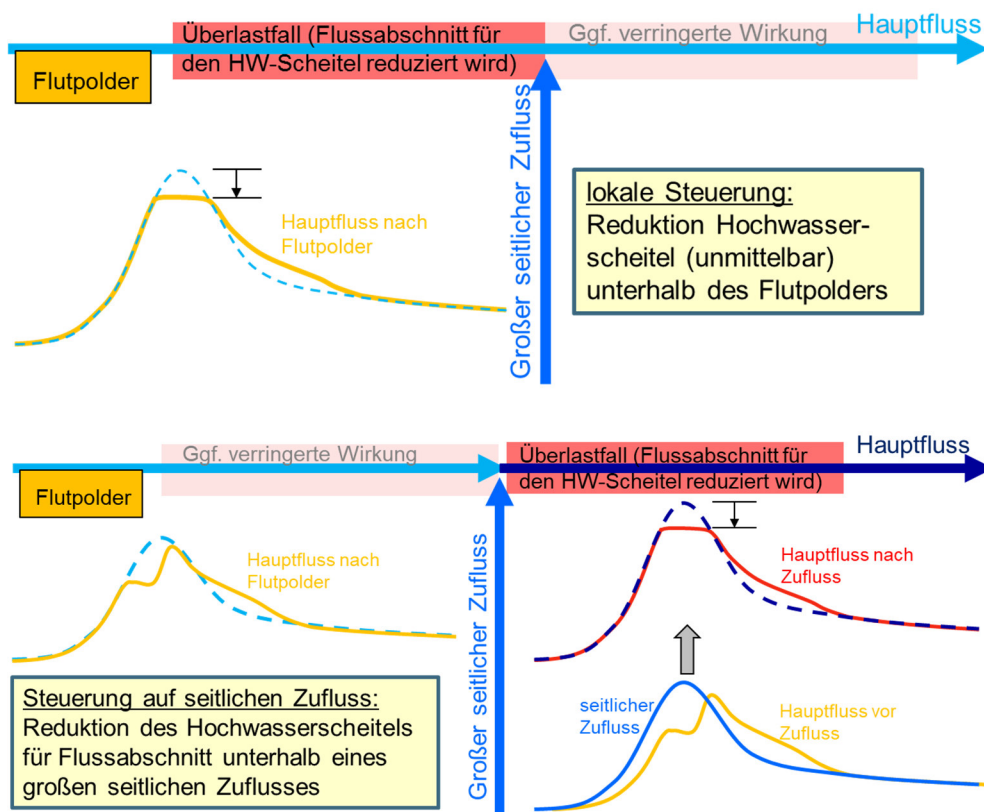 Überlastfall (Flussabschnitt für
den HW-Scheitel reduziert wird)
Ggf. verringerte Wirkung
Hauptfluss
Flutpolder
Großer seitlicher Zufluss
Hauptfluss nach
Flutpolder
lokale Steuerung:
Reduktion Hochwasser-
scheitel (unmittelbar)
unterhalb des Flutpolders
Ggf. verringerte Wirkung
Überlastfall (Flussabschnitt für
den HW-Scheitel reduziert wird)
Hauptfluss
Flutpolder
Hauptfluss nach
Flutpolder
Großer seitlicher Zufluss
Hauptfluss nach
Zufluss
Steuerung auf seitlichen Zufluss:
Reduktion des Hochwasserscheitels
für Flussabschnitt unterhalb eines
großen seitlichen Zuflusses
seitlicher
Zufluss
Hauptfluss vor
Zufluss